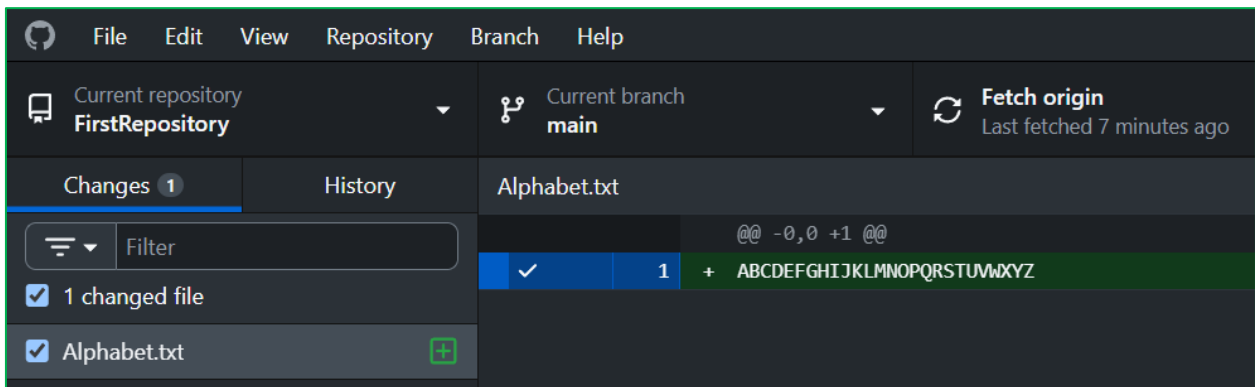 File Edit View Repository Branch Help
Current repository
FirstRepository
Current branch
main
Fetch origin
Last fetched 7 minutes ago
Changes 1
History
Alphabet.txt
Filter
@@ -0,0 +1 @@
1 + ABCDEFGHIJKLMNOPQRSTUVWXYZ
1 changed file
Alphabet.txt